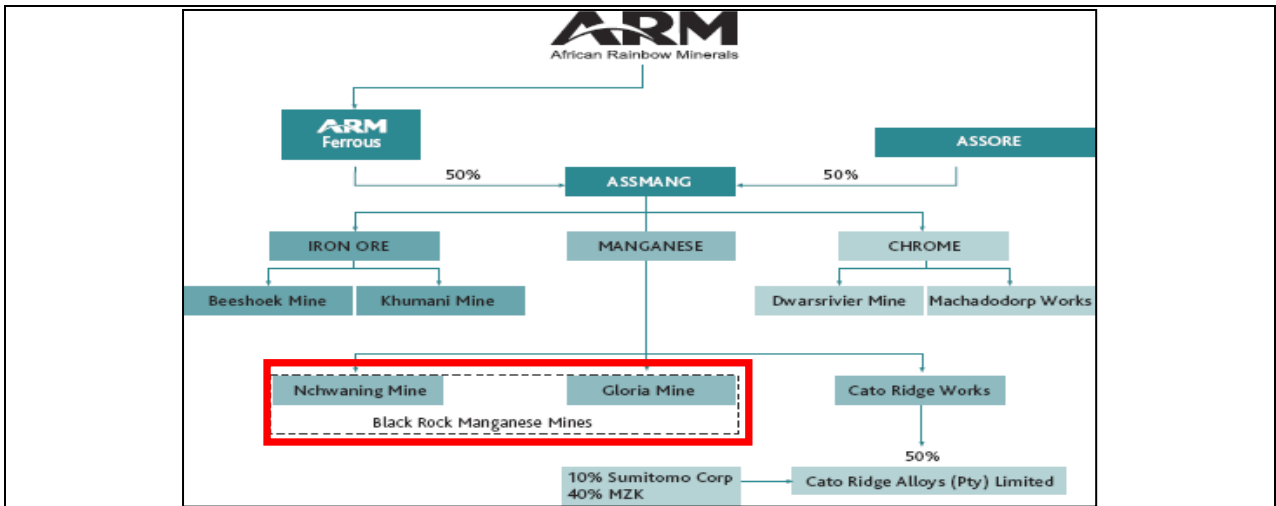 ARM
African Rainbow Minerals
ARM
Ferrous
ASSORE
50%
ASSMANG
50%
IRON ORE
MANGANESE
CHROME
Beeshoek Mine
Khumani Mine
Dwarsrivier Mine
Machadodorp Works
Nchwaning Mine
Gloria Mine
Cato Ridge Works
Black Rock Manganese Mines
50%
10% Sumitomo Corp
40% MZK
Cato Ridge Alloys (Pty) Limited